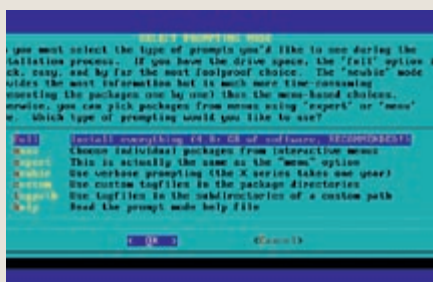 SELECT PROMPTING MODE
you must select the type of prompts you'd like to see during the
tallation process. If you have the drive space, the "full" option i
ck, easy, and by far the most foolproof choice. The "newbie" mode
vides the most information but is much more time-consuming
esenting the packages one by one) than the menu-based choices.
erwise, you can pick packages from menus using "expert" or "menu"
e. Which type of prompting would you like to use?
full Install everything GB of software, RECOMMENDED!)
menu Choose individual packages from interactive menus
expert This is actually the same as the "menu" option
newbie Use verbose prompting (the X series takes one year)
custom Use custom tagfiles in the package directories
tagpath Use tagfiles in the subdirectories of a custom path
help Read the prompt mode help file
< OK > <Cancel>